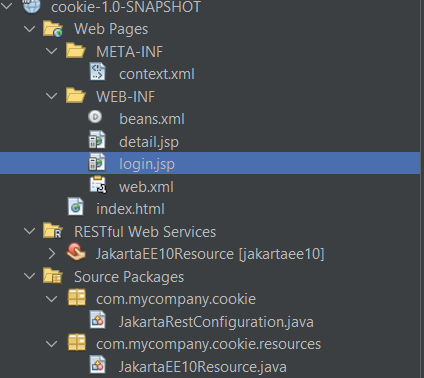 cookie-1.0-SNAPSHOT
Web Pages
META-INF
context.xml
WEB-INF
beans.xml
detail.jsp
login.jsp
web.xml
index.html
RESTful Web Services
JakartaEE10Resource [jakartaee10]
Source Packages
com.mycompany.cookie
JakartaRestConfiguration.java
com.mycompany.cookie.resources
JakartaEE10Resource.java